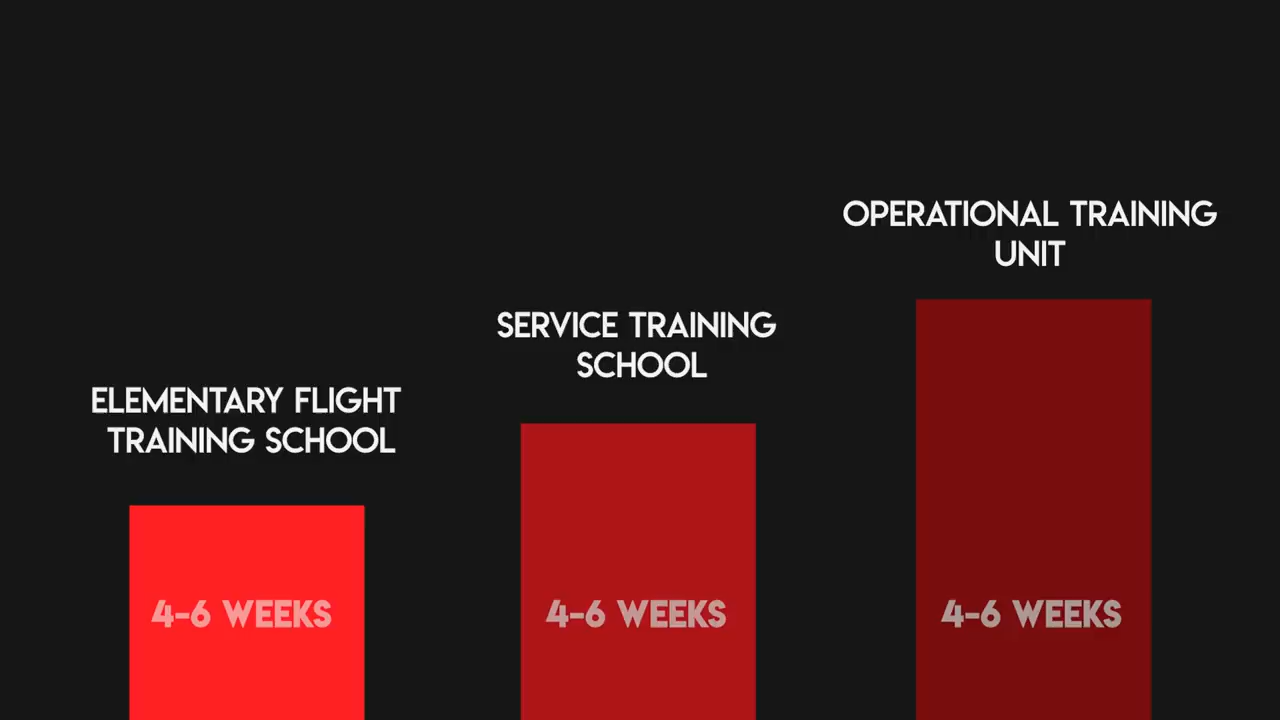 ELEMENTARY FLIGHT
TRAINING SCHOOL
4-6 WEEKS
SERVICE TRAINING
SCHOOL
4-6 WEEKS
OPERATIONAL TRAINING
UNIT
4-6 WEEKS